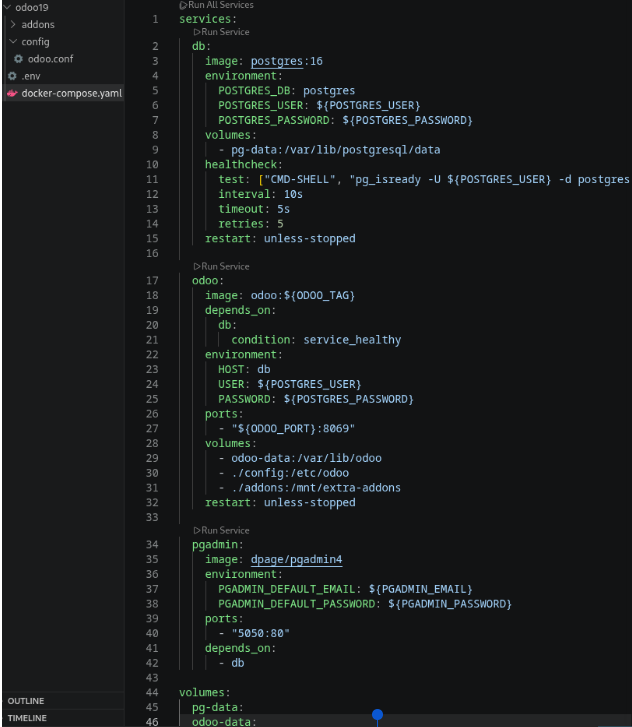 odoo19
addons
config
odoo.conf
.env
docker-compose.yaml
OUTLINE
TIMELINE
Run All Services
1 services:
Run Service
2   db:
3     image: postgres:16
4     environment:
5       POSTGRES_DB: postgres
6       POSTGRES_USER: ${POSTGRES_USER}
7       POSTGRES_PASSWORD: ${POSTGRES_PASSWORD}
8     volumes:
9       - pg-data:/var/lib/postgresql/data
10     healthcheck:
11       test: ["CMD-SHELL", "pg_isready -U ${POSTGRES_USER} -d postgres
12       interval: 10s
13       timeout: 5s
14       retries: 5
15     restart: unless-stopped
16
Run Service
17   odoo:
18     image: odoo:${ODOO_TAG}
19     depends_on:
20       db:
21         condition: service_healthy
22     environment:
23       HOST: db
24       USER: ${POSTGRES_USER}
25       PASSWORD: ${POSTGRES_PASSWORD}
26     ports:
27       - "${ODOO_PORT}:8069"
28     volumes:
29       - odoo-data:/var/lib/odoo
30       - ./config:/etc/odoo
31       - ./addons:/mnt/extra-addons
32     restart: unless-stopped
33
Run Service
34   pgadmin:
35     image: dpage/pgadmin4
36     environment:
37       PGADMIN_DEFAULT_EMAIL: ${PGADMIN_EMAIL}
38       PGADMIN_DEFAULT_PASSWORD: ${PGADMIN_PASSWORD}
39     ports:
40       - "5050:80"
41     depends_on:
42       - db
43
44 volumes:
45   pg-data:
46   odoo-data: